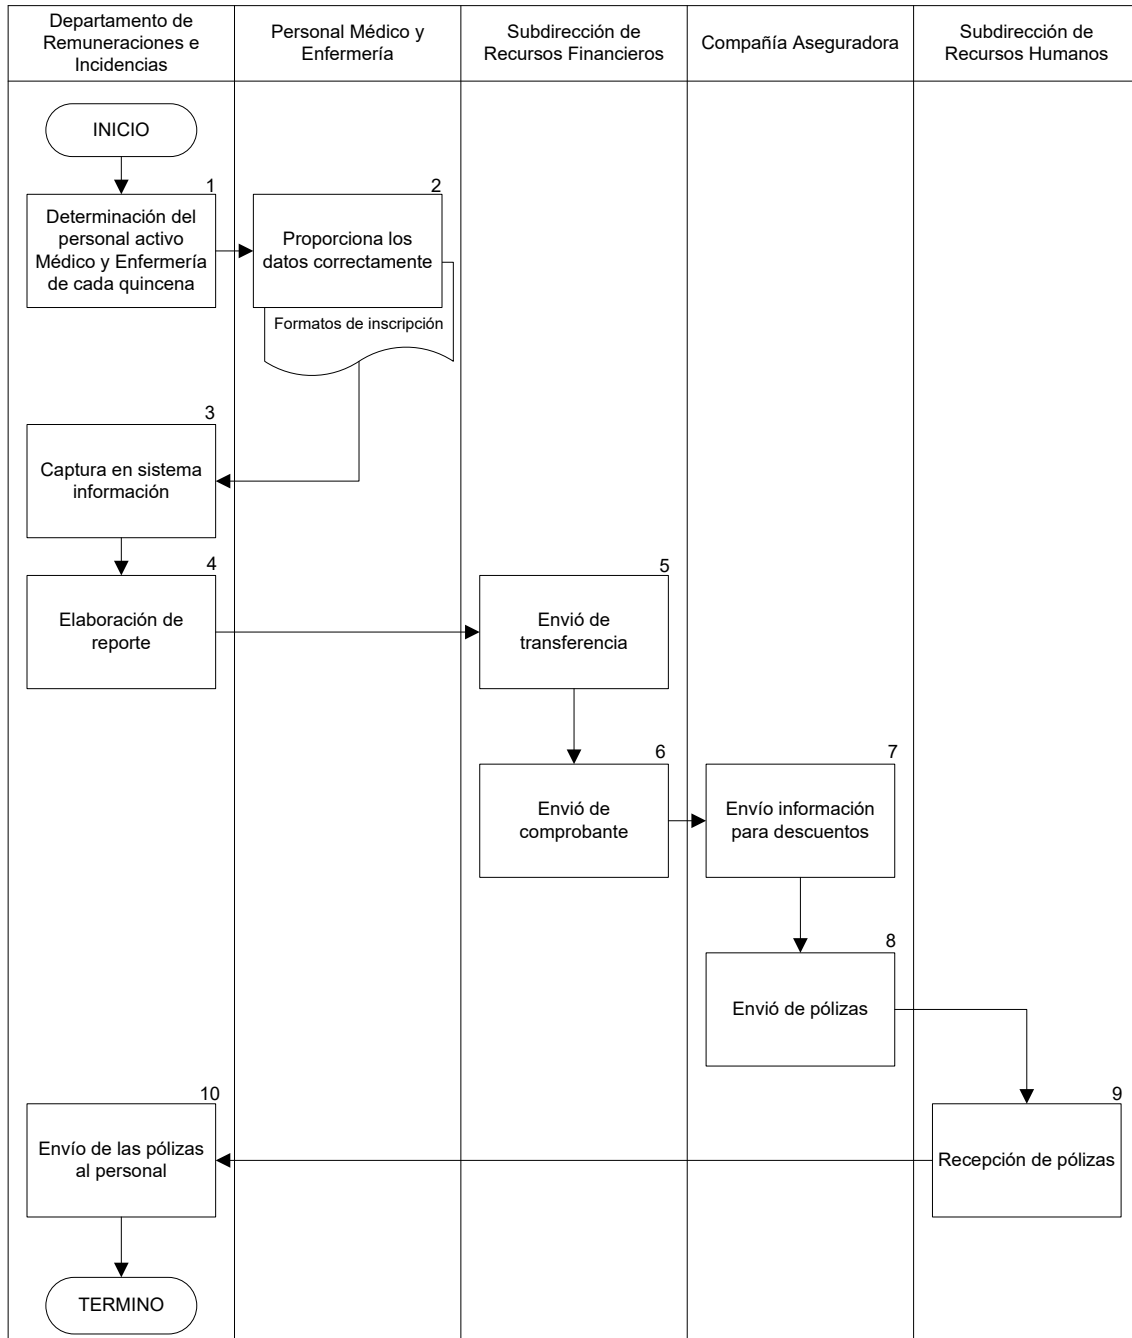 Departamento de
Remuneraciones e
Incidencias
Personal Médico y
Enfermería
Subdirección de
Recursos Financieros
Compañía Aseguradora
Subdirección de
Recursos Humanos
INICIO
1
Determinación del
personal activo
Médico y Enfermería
de cada quincena
2
Proporciona los
datos correctamente
Formatos de inscripción
3
Captura en sistema
información
4
Elaboración de
reporte
5
Envió de
transferencia
6
Envió de
comprobante
7
Envío información
para descuentos
8
Envió de pólizas
9
Recepción de pólizas
10
Envío de las pólizas
al personal
TERMINO